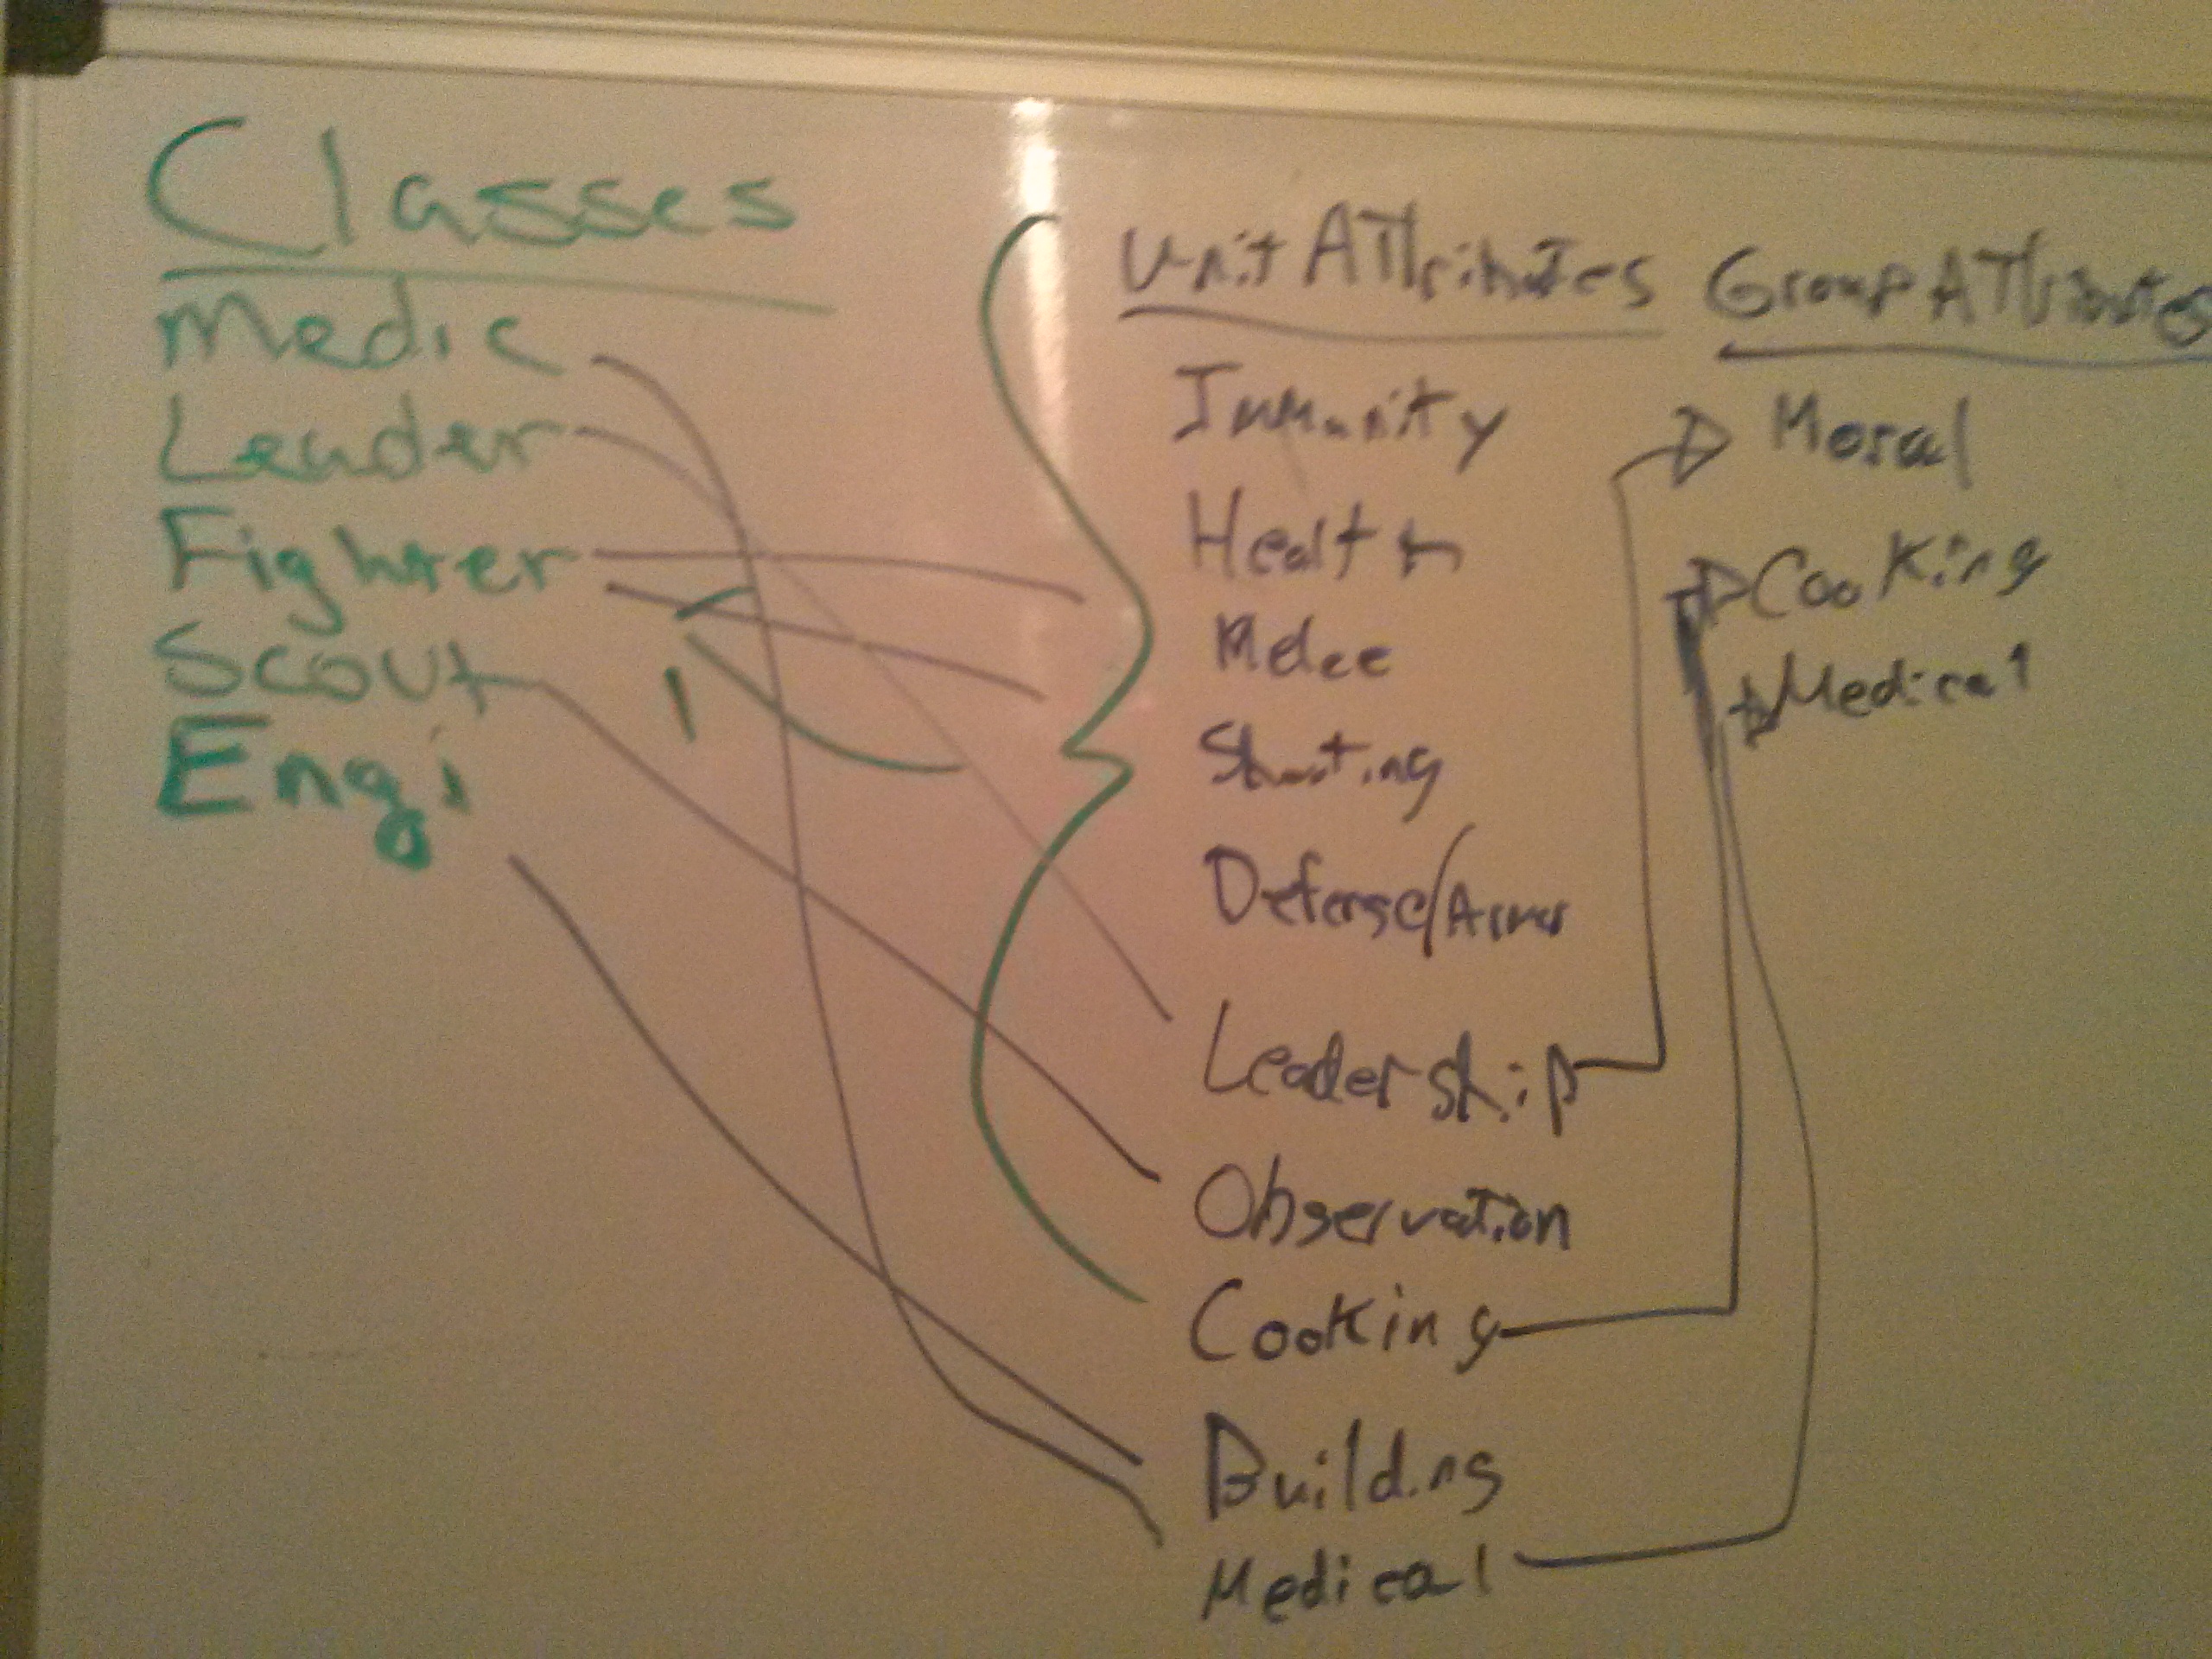 Classes
Medic
Leader
Fighter
Scout
Engi
Unit Attributes
Immunity
Health
Melee
Shooting
Defense/Armor
Leadership
Observation
Cooking
Building
Medical
Group Attributes
Moral
Cooking
Medical